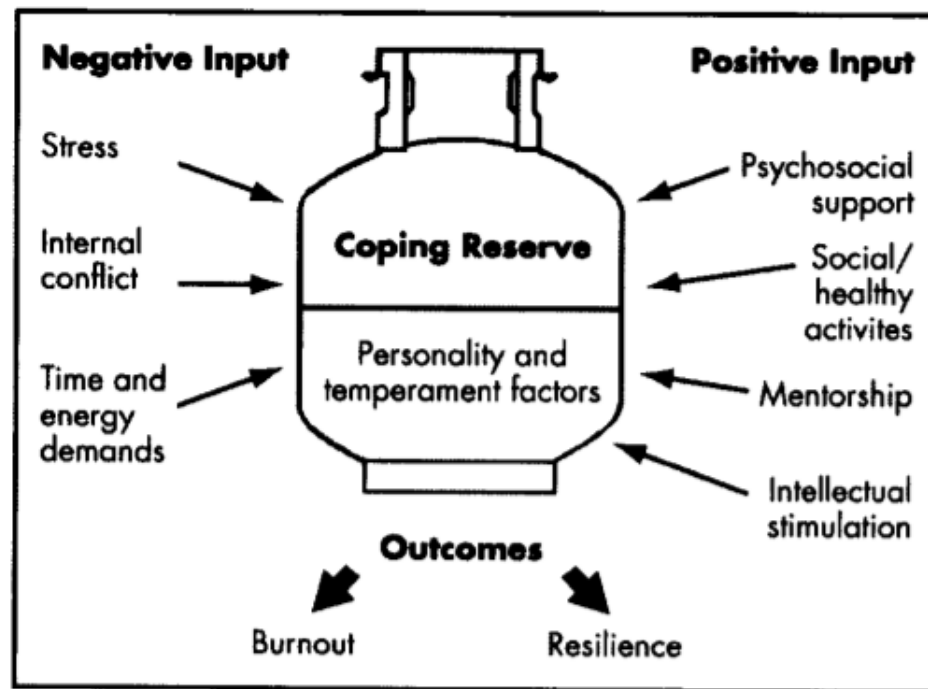 Negative Input
Positive Input
Stress
Internal
conflict
Time and
energy
demands
Coping Reserve
Personality and
temperament factors
Psychosocial
support
Social/
healthy
activites
Mentorship
Intellectual
stimulation
Outcomes
Burnout
Resilience